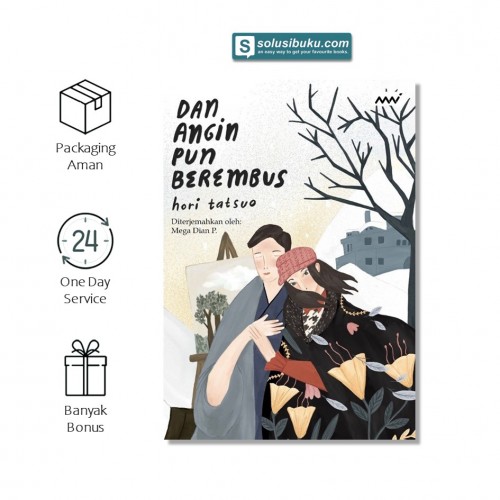 S solusibuku.com
an easy way to get your favourite books.
DAN
ANGIN
PUN
BEREMBUS
hori tatsuo
Diterjemahkan oleh:
Mega Dian P.
Packaging
Aman
24
One Day
Service
Banyak
Bonus